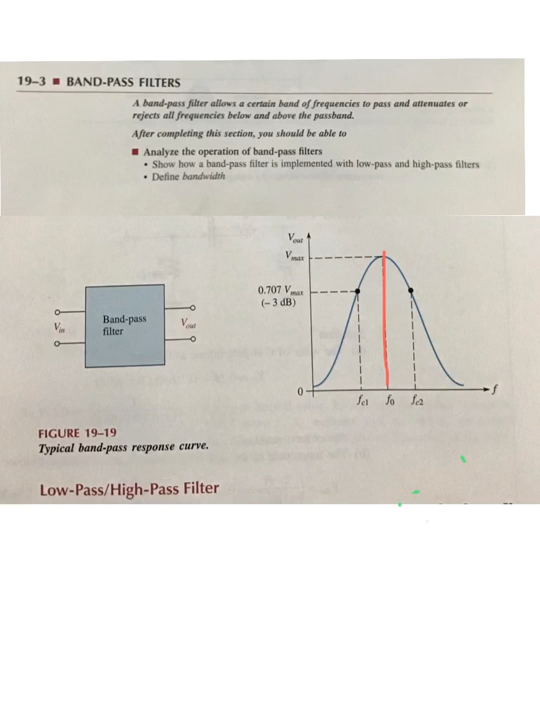 19–3 ■ BAND-PASS FILTERS
A band-pass filter allows a certain band of frequencies to pass and attenuates or
rejects all frequencies below and above the passband.
After completing this section, you should be able to
■ Analyze the operation of band-pass filters
• Show how a band-pass filter is implemented with low-pass and high-pass filters
• Define bandwidth
Vin
Band-pass
filter
Vout
Vout
Vmax
0.707 Vmax
(– 3 dB)
0
fc1 f0 fc2
f
FIGURE 19–19
Typical band-pass response curve.
Low-Pass/High-Pass Filter